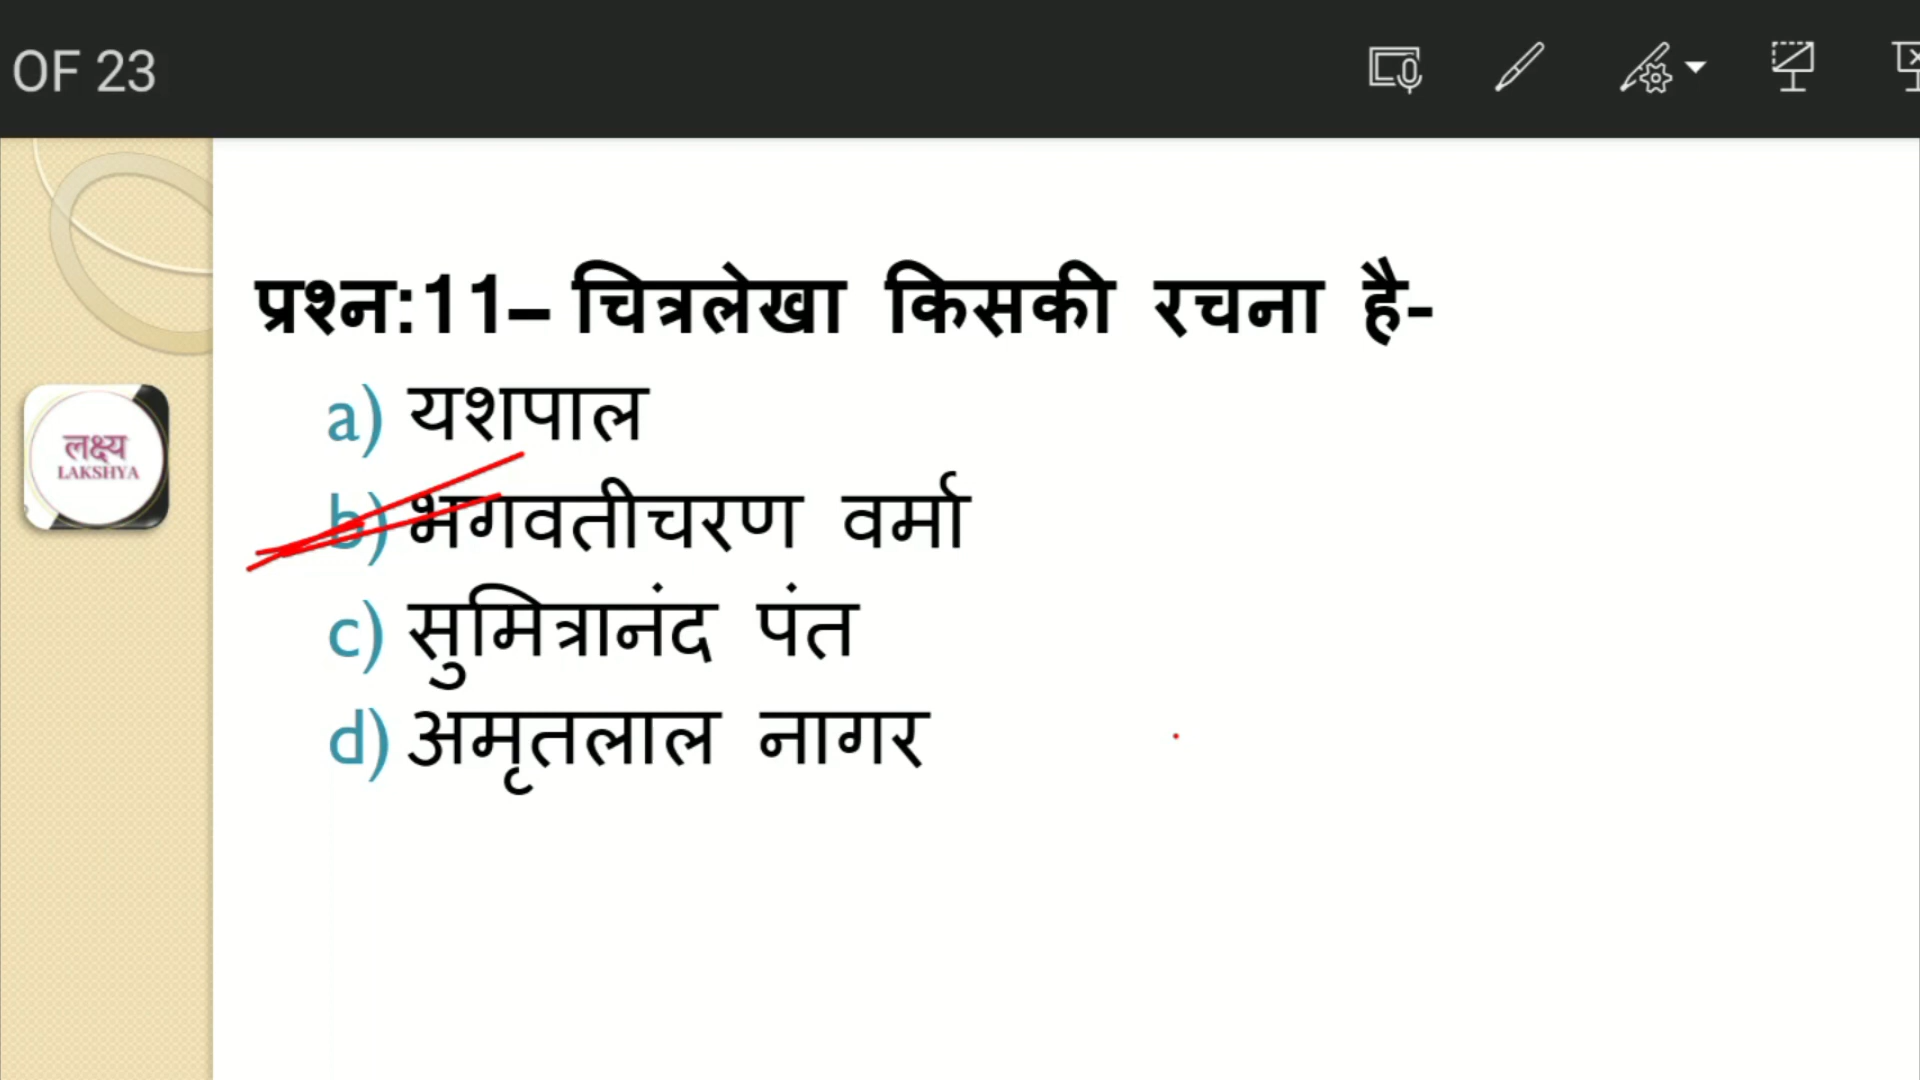 OF 23
प्रश्न:11– चित्रलेखा किसकी रचना है-
a) यशपाल
लक्ष्य
LAKSHYA
b) भगवतीचरण वर्मा
c) सुमित्रानंद पंत
d) अमृतलाल नागर